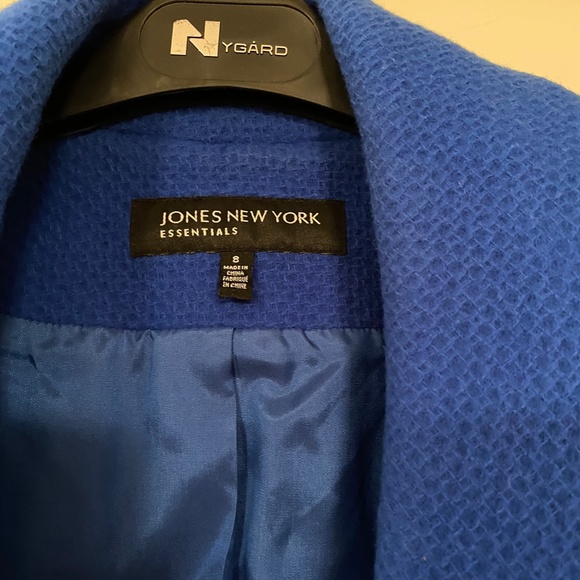 NYGÅRD
JONES NEW YORK
ESSENTIALS
8
MADE IN
CHINA
FABRIQUÉ
EN CHINE